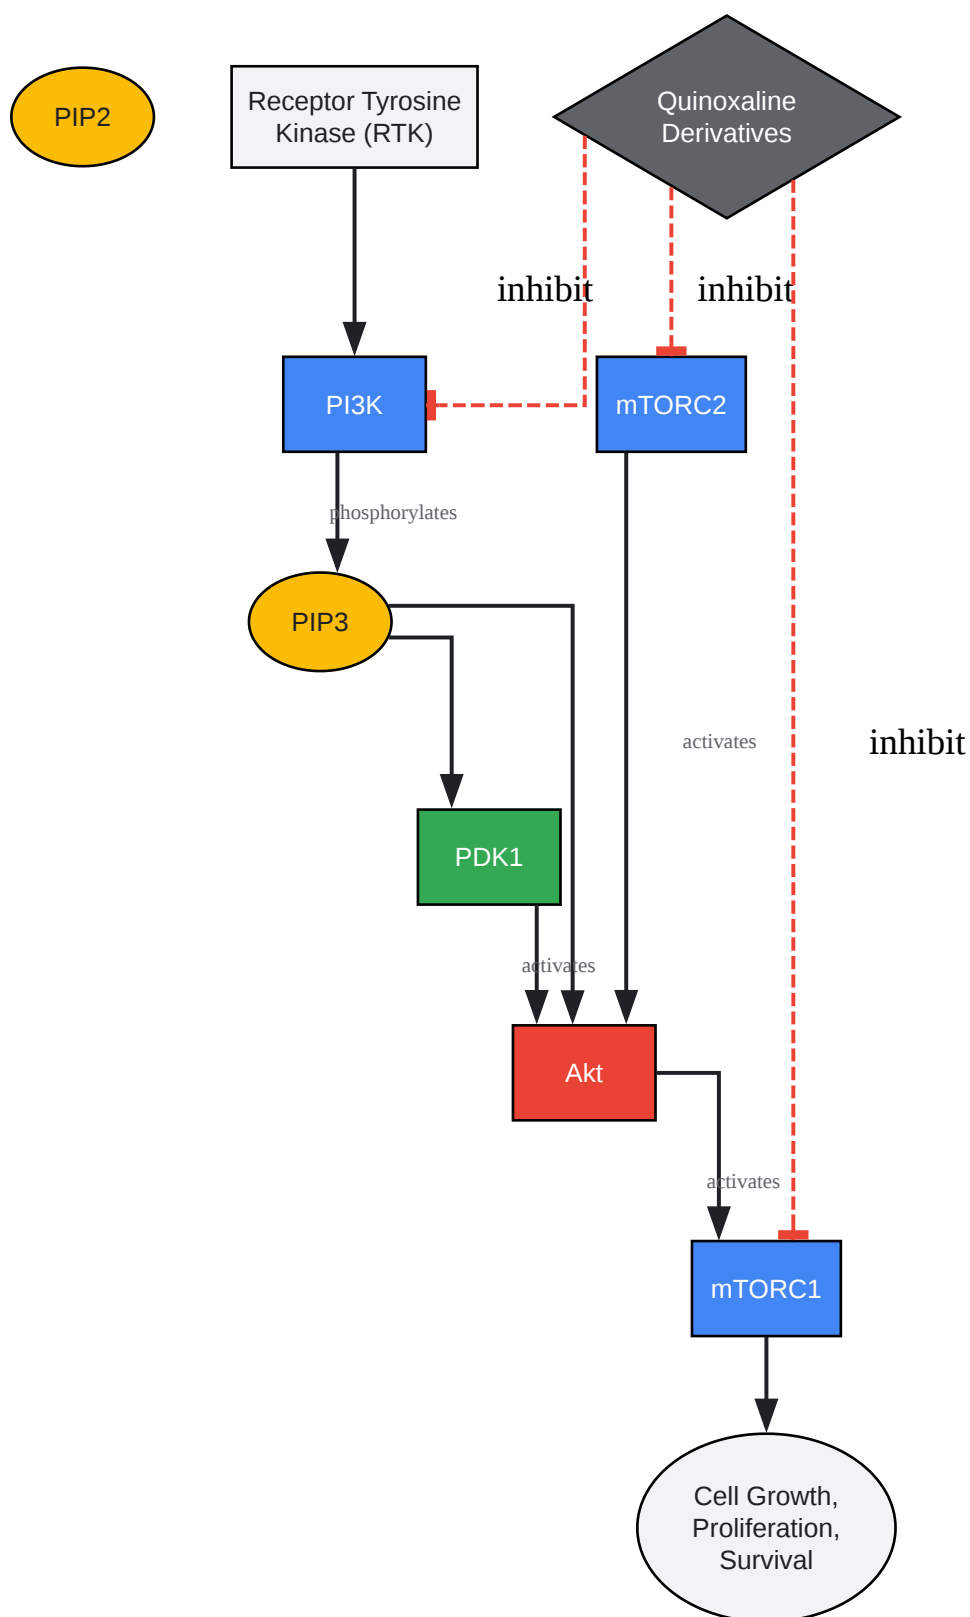 PIP2
Receptor Tyrosine
Kinase (RTK)
Quinoxaline
Derivatives
inhibit
inhibit
PI3K
mTORC2
phosphorylates
PIP3
activates
inhibit
PDK1
activates
Akt
activates
mTORC1
Cell Growth,
Proliferation,
Survival